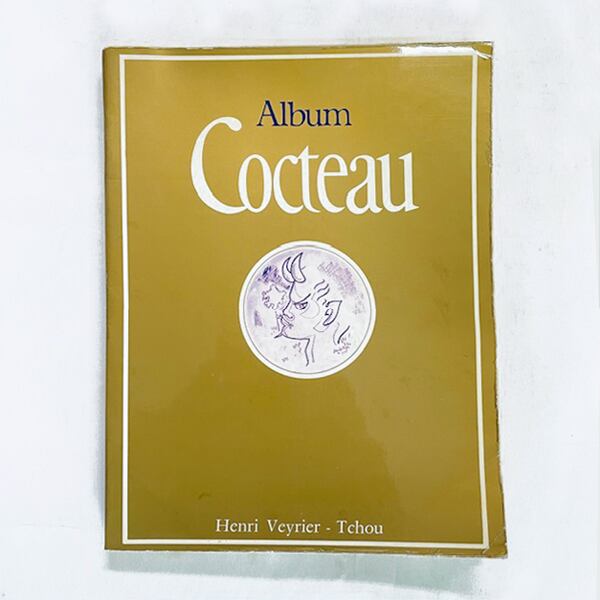 Album
Cocteau
Henri Veyrier - Tchou